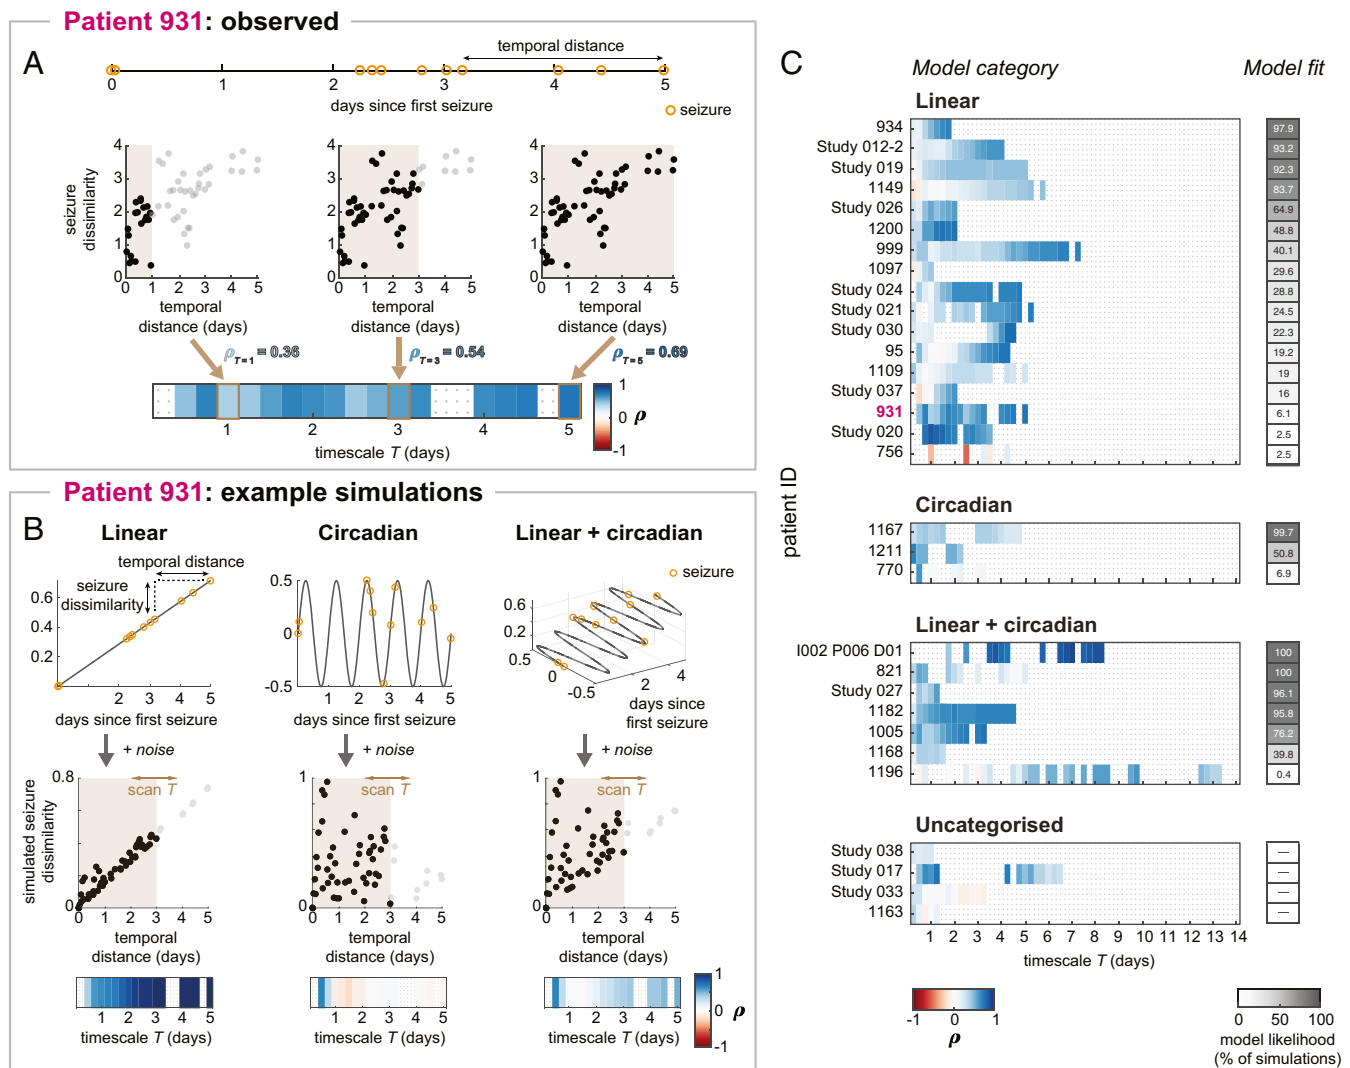 Patient 931: observed
A
temporal distance
0 1 2 3 4 5
days since first seizure
seizure
seizure dissimilarity
4
3
2
1
0
0 1 2 3 4 5
temporal
distance (days)
4
3
2
1
0
0 1 2 3 4 5
temporal
distance (days)
4
3
2
1
0
0 1 2 3 4 5
temporal
distance (days)
ρT=1 = 0.36
ρT=3 = 0.54
ρT=5 = 0.69
1 2 3 4 5
timescale T (days)
1
0
-1
ρ
Patient 931: example simulations
B
Linear
temporal distance
seizure
dissimilarity
0.6
0.4
0.2
2 3 4 5
days since first seizure
+ noise
Circadian
0.5
0
-0.5
0 1 2 3 4 5
days since first seizure
+ noise
Linear + circadian
seizure
0.6
0.2
0.5
0
-0.5
2
4
days since
first seizure
+ noise
simulated seizure
dissimilarity
0.8
0
scan T
0 1 2 3 4 5
temporal
distance (days)
1
0
scan T
0 1 2 3 4 5
temporal
distance (days)
1
0
scan T
0 1 2 3 4 5
temporal
distance (days)
1 2 3 4 5
timescale T (days)
1 2 3 4 5
timescale T (days)
1 2 3 4 5
timescale T (days)
1
0
-1
ρ
C
Model category
Model fit
patient ID
Linear
934 97.9
Study 012-2 93.2
Study 019 92.3
1149 83.7
Study 026 64.9
1200 48.8
999 40.1
1097 29.6
Study 024 28.8
Study 021 24.5
Study 030 22.3
95 19.2
1109 19
Study 037 16
931 6.1
Study 020 2.5
756 2.5
Circadian
1167 99.7
1211 50.8
770 6.9
Linear + circadian
I002 P006 D01 100
821 100
Study 027 96.1
1182 95.8
1005 76.2
1168 39.8
1196 0.4
Uncategorised
Study 038 —
Study 017 —
Study 033 —
1163 —
1 2 3 4 5 6 7 8 9 10 11 12 13 14
timescale T (days)
-1 0 1
ρ
0 50 100
model likelihood
(% of simulations)